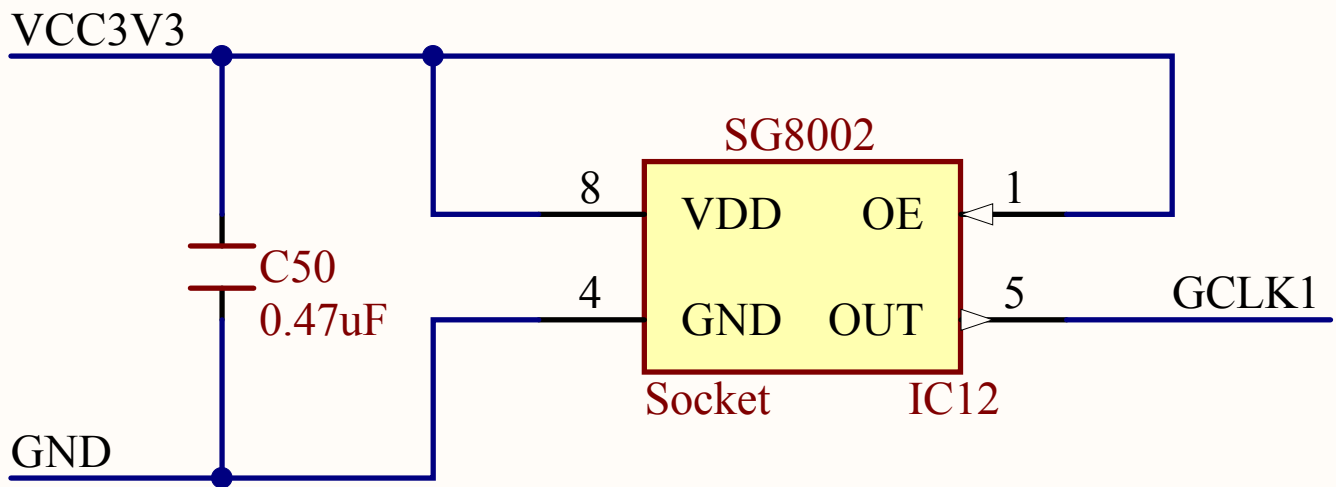 VCC3V3
SG8002
8 VDD OE 1
C50
0.47uF
4 GND OUT 5 GCLK1
Socket IC12
GND